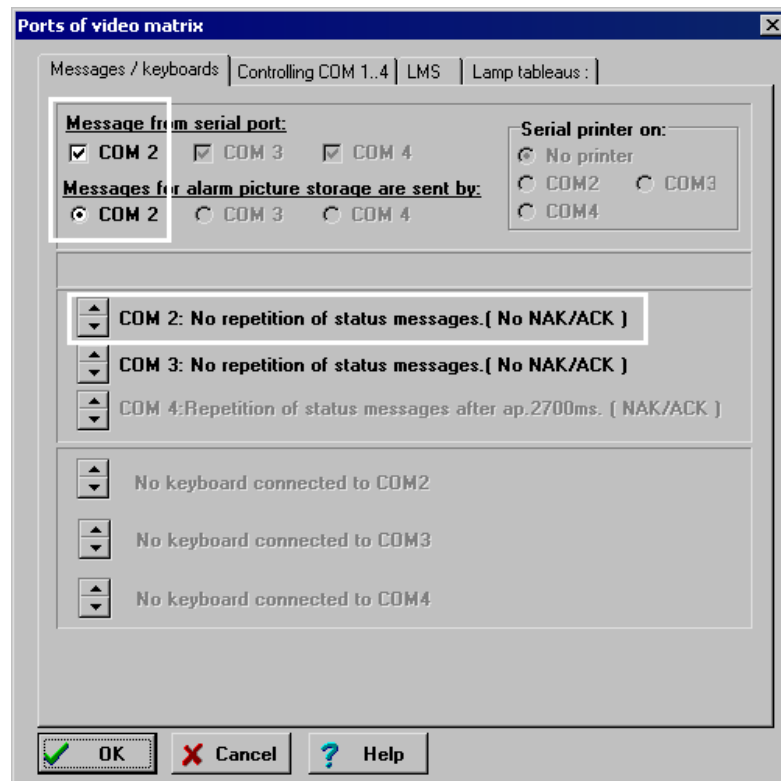 Ports of video matrix
Messages / keyboards Controlling COM 1..4 LMS Lamp tableaus :
Message from serial port:
COM 2 COM 3 COM 4
Messages for alarm picture storage are sent by:
COM 2 COM 3 COM 4
Serial printer on:
No printer
COM2 COM3
COM4
COM 2: No repetition of status messages.( No NAK/ACK )
COM 3: No repetition of status messages.( No NAK/ACK )
COM 4:Repetition of status messages after ap.2700ms. ( NAK/ACK )
No keyboard connected to COM2
No keyboard connected to COM3
No keyboard connected to COM4
OK Cancel Help